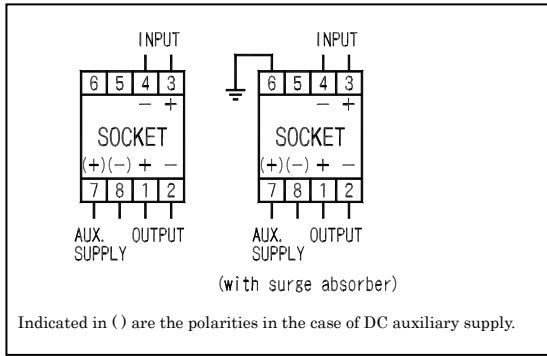 INPUT INPUT
6 5 4 3 6 5 4 3
− + − +
SOCKET SOCKET
(+) (−) + − (+) (−) + −
7 8 1 2 7 8 1 2
AUX. OUTPUT AUX. OUTPUT
SUPPLY SUPPLY
(with surge absorber)
Indicated in ( ) are the polarities in the case of DC auxiliary supply.